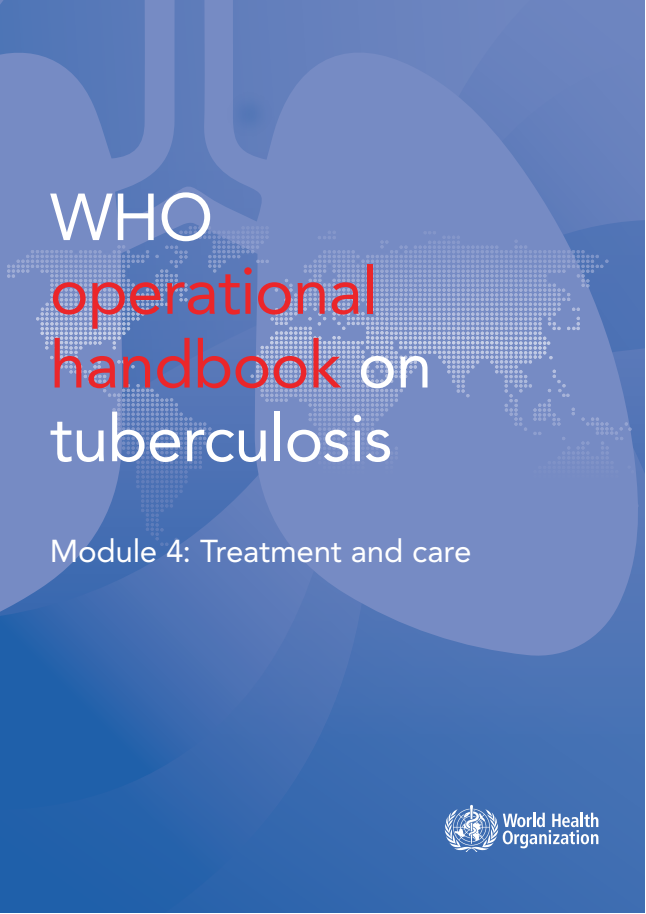 WHO
operational
handbook on
tuberculosis
Module 4: Treatment and care
World Health
Organization